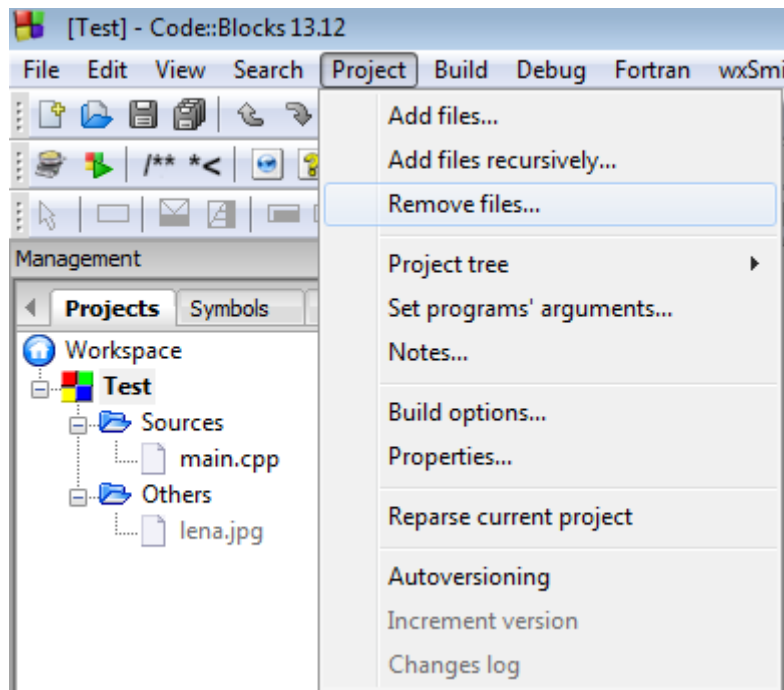 [Test] - Code::Blocks 13.12
File Edit View Search Project Build Debug Fortran wxSmi
Add files...
Add files recursively...
/** *<
Remove files...
Management
Project tree
Projects Symbols
Set programs' arguments...
Workspace
Notes...
Test
Sources
Build options...
main.cpp
Properties...
Others
lena.jpg
Reparse current project
Autoversioning
Increment version
Changes log